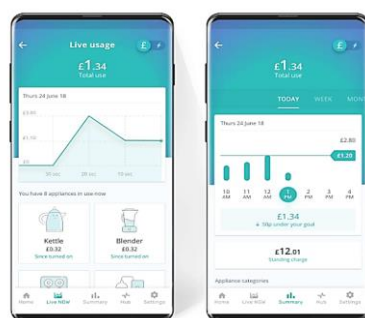 Live usage
£
£1.34
Total use
Thurs 24 June 18
£0
You have 8 appliances in use now
Kettle
£0.32
Since turned on
Blender
£0.32
Since turned on
Home
Live NOw
Summary
Hub
Settings
£
£1.34
Total use
TODAY
WEEK
MON
Thurs 24 June 18
£2.80
£1.20
10 AM
11 AM
12 AM
1 PM
2 PM
3 PM
4 PM
£1.34
£12.01
Standing charge
Appliance categories
Home
Live NOw
Summary
Hub
Settings